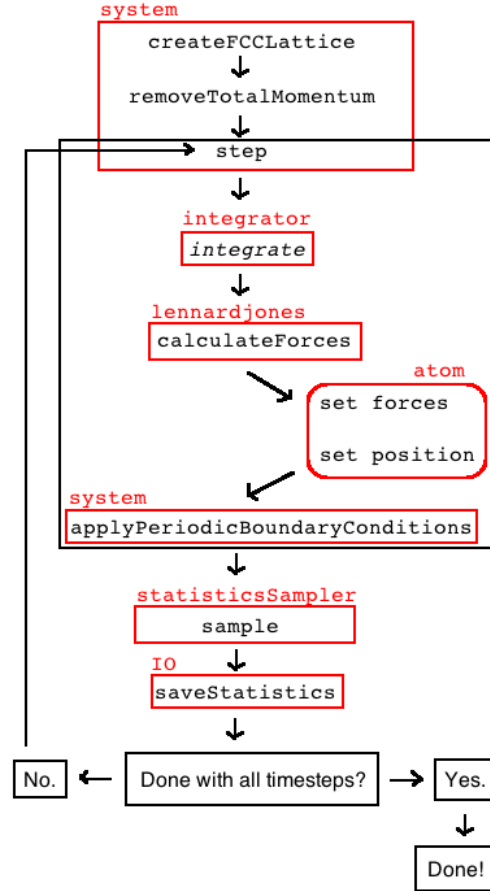 system
createFCCLattice
removeTotalMomentum
step
integrator
integrate
lennardjones
calculateForces
atom
set forces
set position
system
applyPeriodicBoundaryConditions
statisticsSampler
sample
IO
saveStatistics
No.
Done with all timesteps?
Yes.
Done!